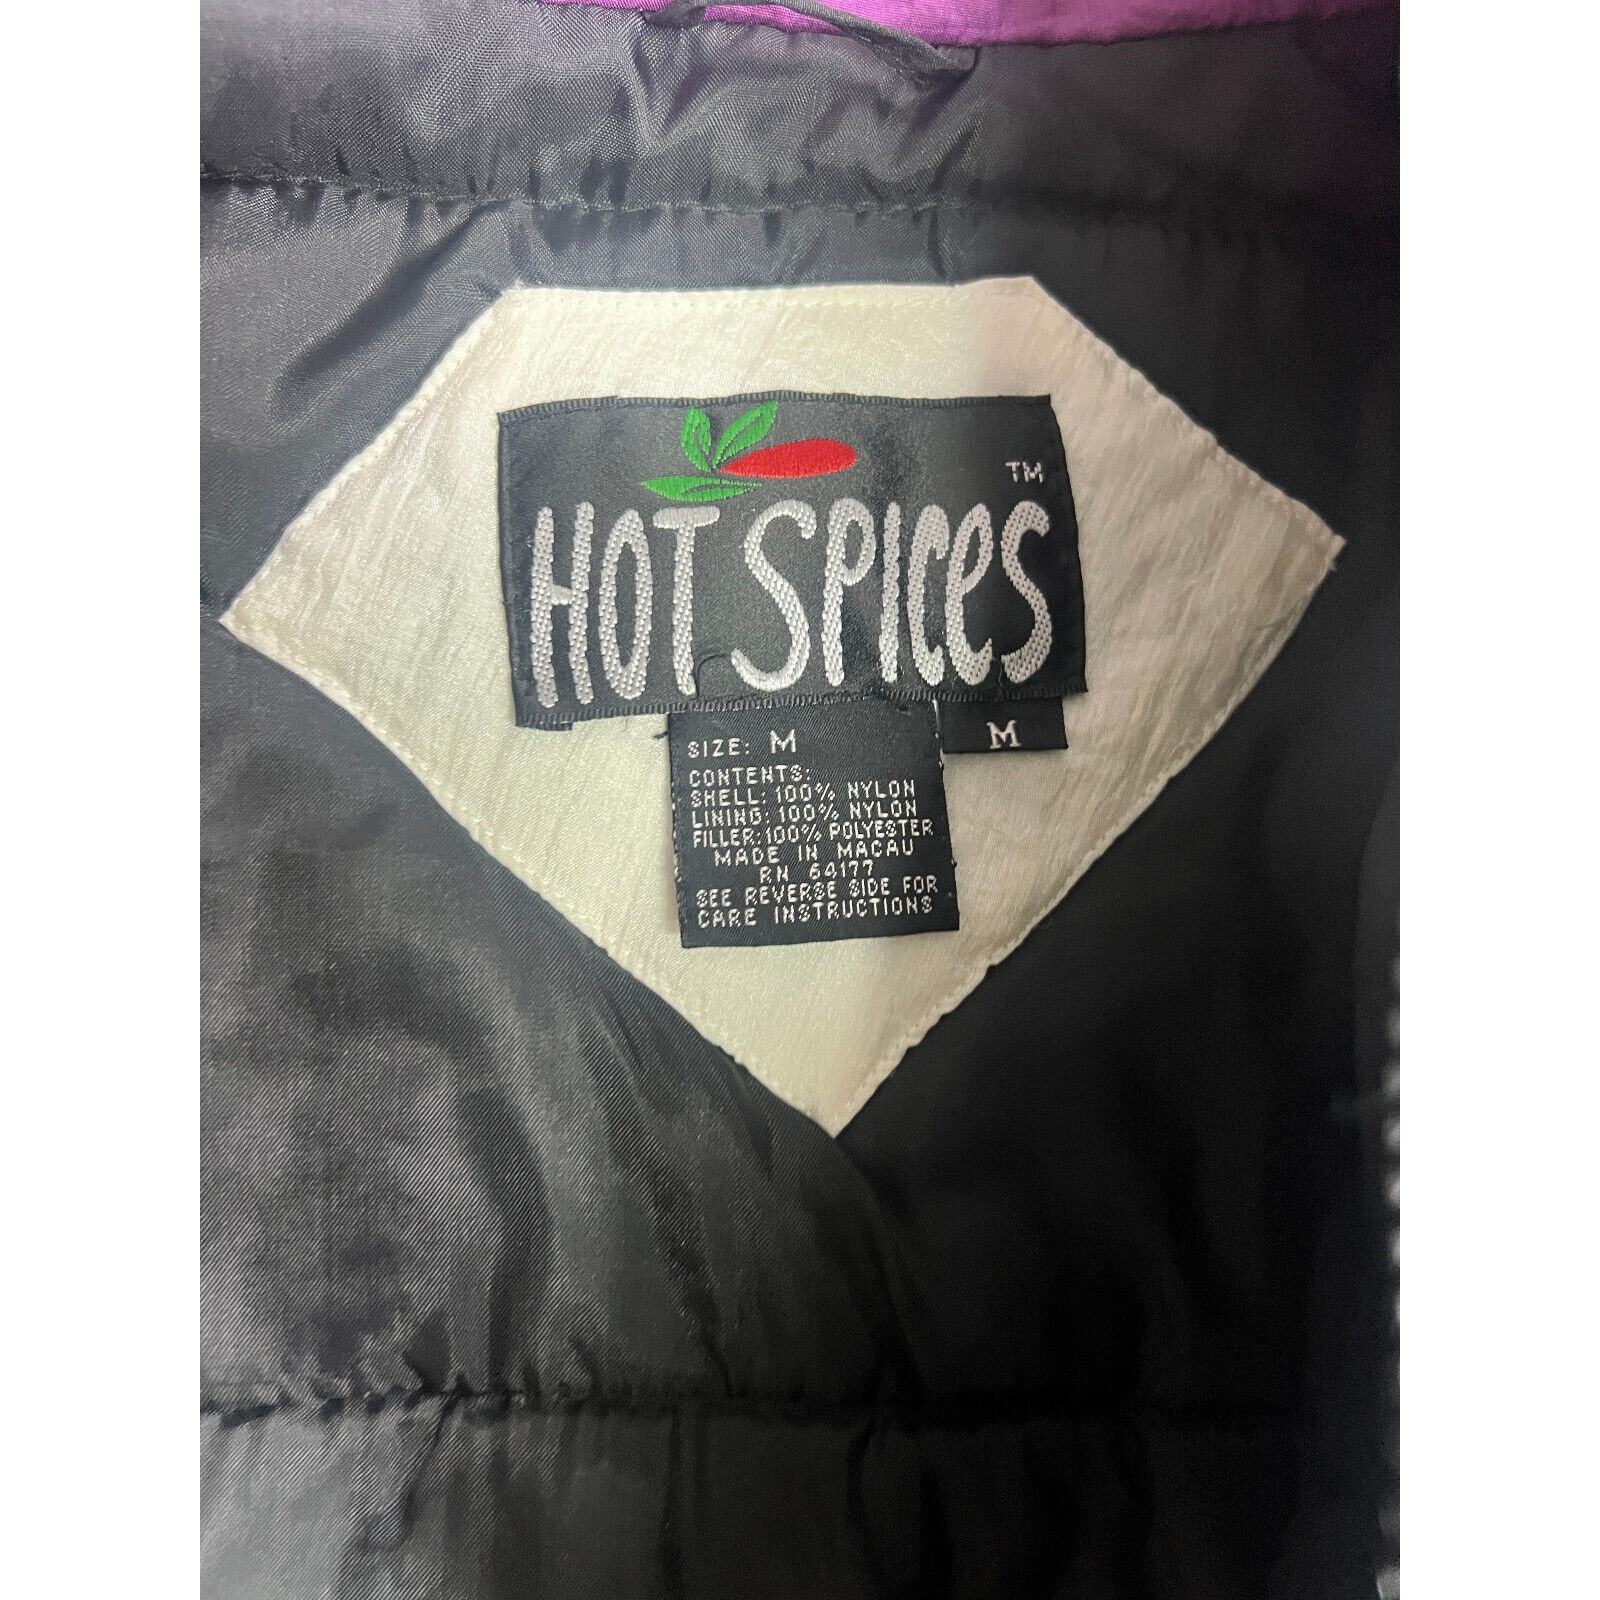 TM
HOT SPICES
M
SIZE: M
CONTENTS:
SHELL: 100% NYLON
LINING: 100% NYLON
FILLER: 100% POLYESTER
MADE IN MACAU
RN 64177
SEE REVERSE SIDE FOR
CARE INSTRUCTIONS